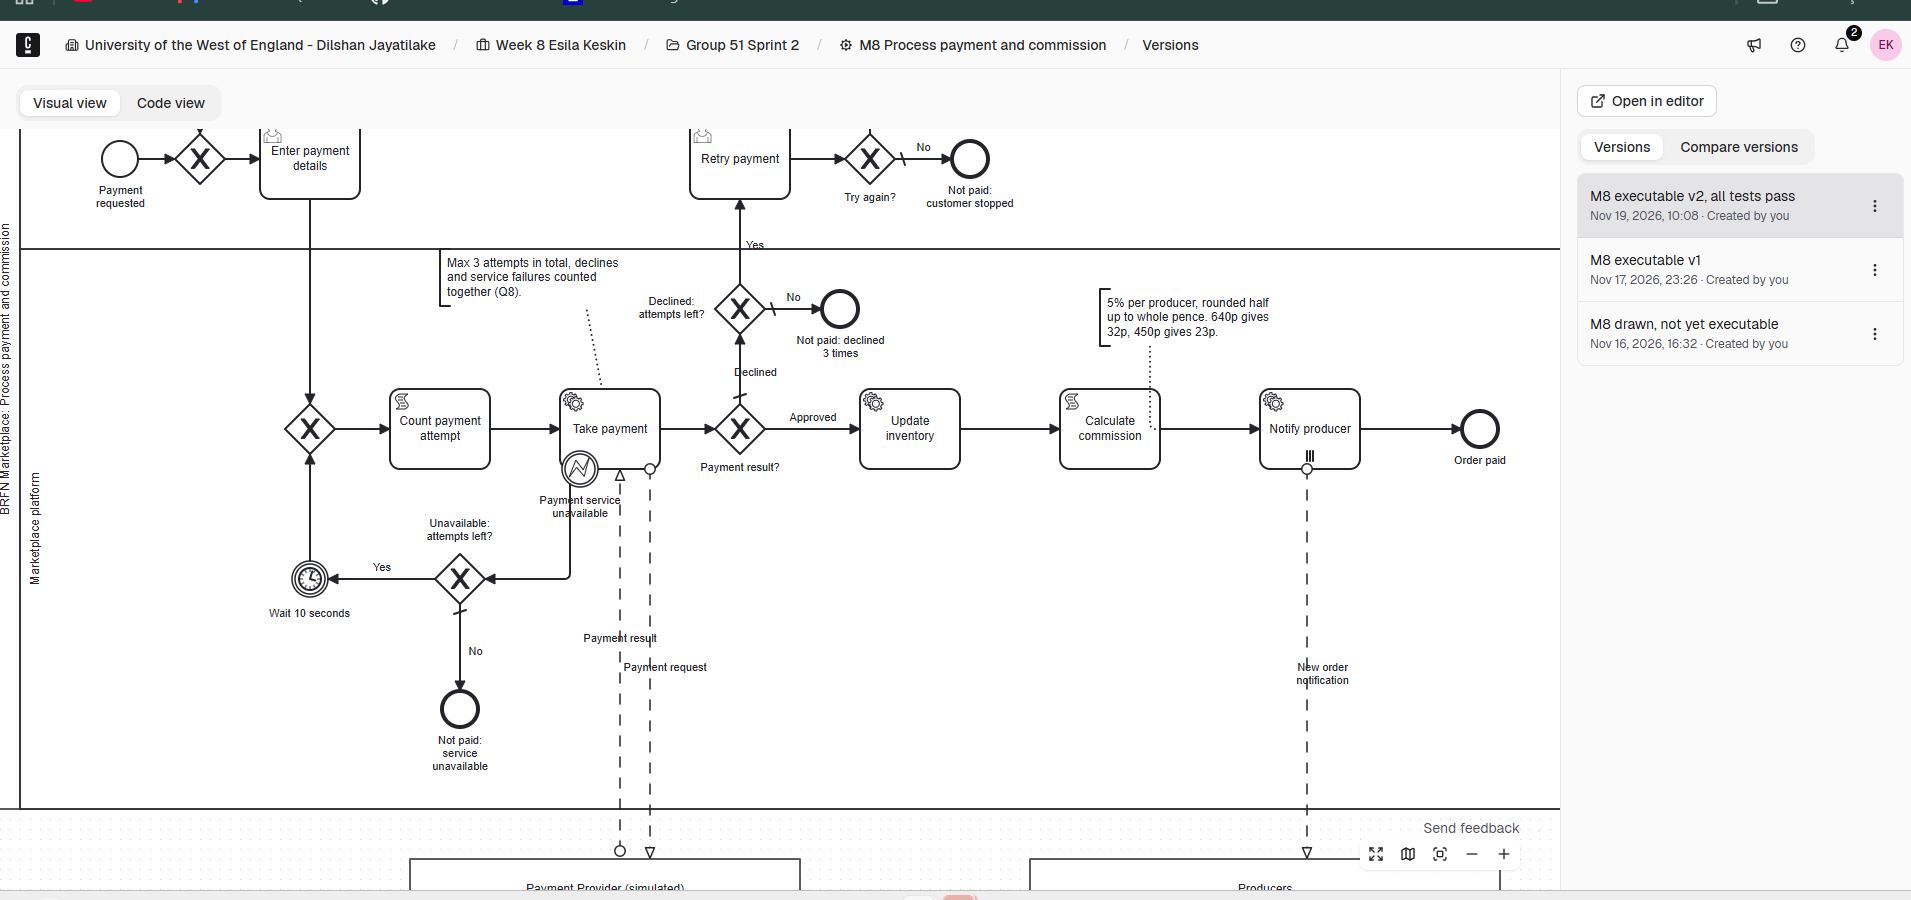 University of the West of England - Dilshan Jayatilake / Week 8 Esila Keskin / Group 51 Sprint 2 / M8 Process payment and commission / Versions
2
EK
Visual view
Code view
Open in editor
Versions
Compare versions
M8 executable v2, all tests pass
Nov 19, 2026, 10:08 · Created by you
M8 executable v1
Nov 17, 2026, 23:26 · Created by you
M8 drawn, not yet executable
Nov 16, 2026, 16:32 · Created by you
BRFN Marketplace: Process payment and commission
Marketplace platform
Payment
requested
Enter payment
details
Retry payment
Try again?
No
Not paid:
customer stopped
Yes
Max 3 attempts in total, declines
and service failures counted
together (Q8).
Declined:
attempts left?
No
Not paid: declined
3 times
Declined
5% per producer, rounded half
up to whole pence. 640p gives
32p, 450p gives 23p.
Count payment
attempt
Take payment
Payment result?
Approved
Update
inventory
Calculate
commission
Notify producer
Order paid
Payment service
unavailable
Unavailable:
attempts left?
Yes
Wait 10 seconds
No
Not paid:
service
unavailable
Payment result
Payment request
New order
notification
Send feedback
Payment Provider (simulated)
Producers